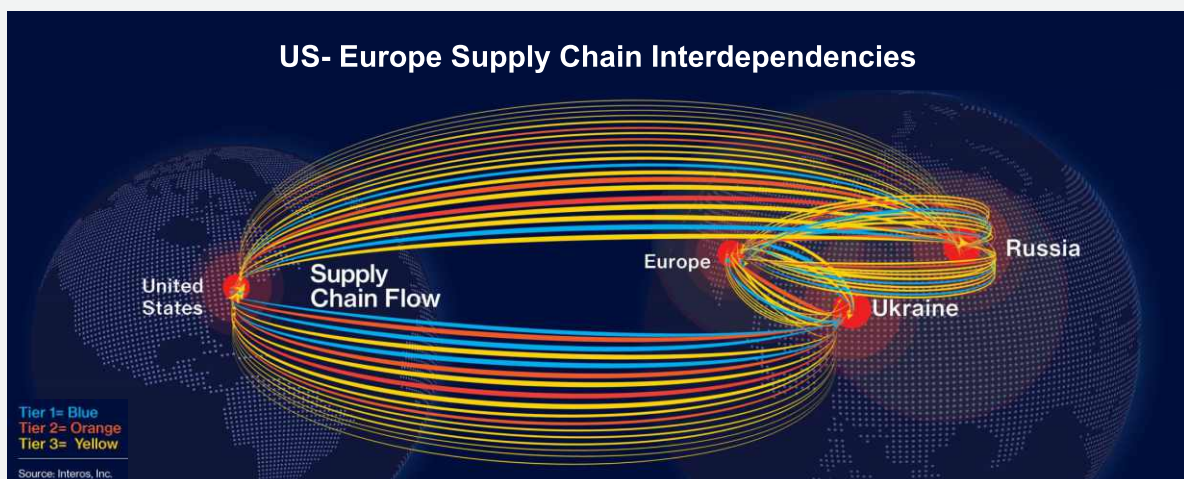 US- Europe Supply Chain Interdependencies
United
States
Supply
Chain Flow
Europe
Russia
Ukraine
Tier 1= Blue
Tier 2= Orange
Tier 3=  Yellow
Source: Interos, Inc.